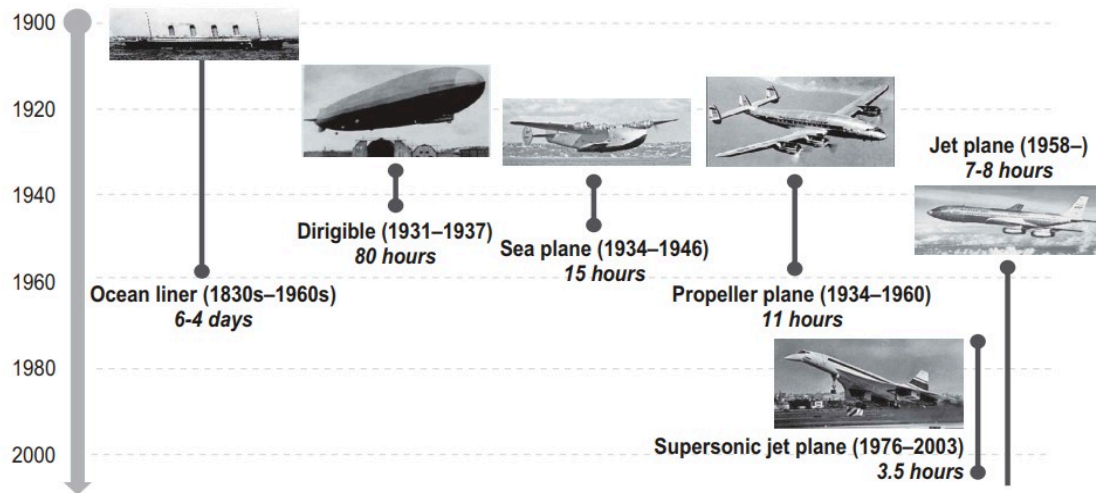 1900
1920
1940
1960
1980
2000
Ocean liner (1830s–1960s)
6-4 days
Dirigible (1931–1937)
80 hours
Sea plane (1934–1946)
15 hours
Propeller plane (1934–1960)
11 hours
Jet plane (1958–)
7-8 hours
Supersonic jet plane (1976–2003)
3.5 hours